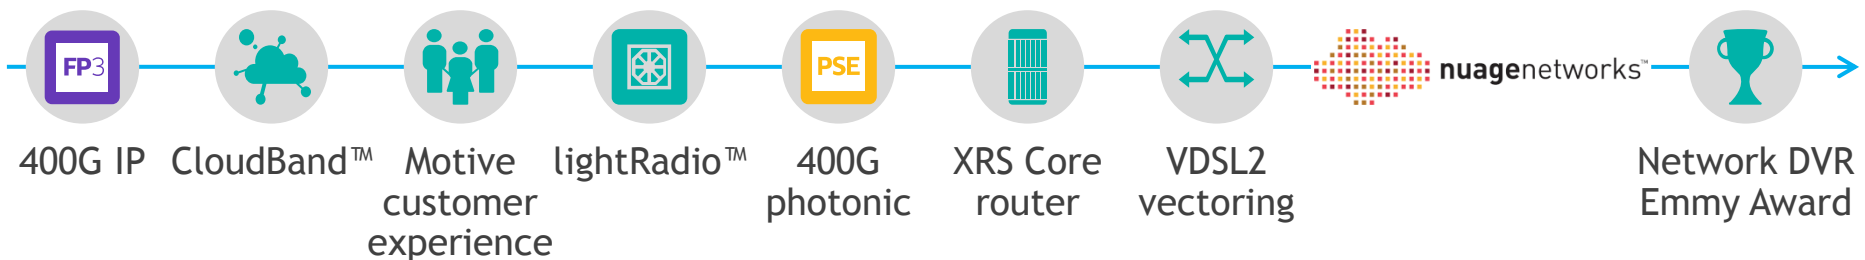 FP3
PSE
nuagenetworks™
400G IP
CloudBand™
Motive
customer
experience
lightRadio™
400G
photonic
XRS Core
router
VDSL2
vectoring
Network DVR
Emmy Award